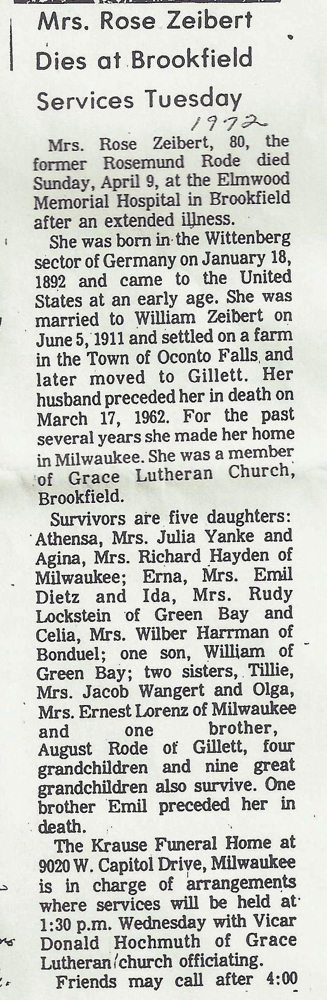 Mrs. Rose Zeibert
Dies at Brookfield
Services Tuesday
1972
Mrs. Rose Zeibert, 80, the
former Rosemund Rode died
Sunday, April 9, at the Elmwood
Memorial Hospital in Brookfield
after an extended illness.
She was born in the Wittenberg
sector of Germany on January 18,
1892 and came to the United
States at an early age. She was
married to William Zeibert on
June 5, 1911 and settled on a farm
in the Town of Oconto Falls and
later moved to Gillett. Her
husband preceded her in death on
March 17, 1962. For the past
several years she made her home
in Milwaukee. She was a member
of Grace Lutheran Church,
Brookfield.
Survivors are five daughters:
Athensa, Mrs. Julia Yanke and
Agina, Mrs. Richard Hayden of
Milwaukee; Erna, Mrs. Emil
Dietz and Ida, Mrs. Rudy
Lockstein of Green Bay and
Celia, Mrs. Wilber Harrman of
Bonduel; one son, William of
Green Bay; two sisters, Tillie,
Mrs. Jacob Wangert and Olga,
Mrs. Ernest Lorenz of Milwaukee
and one brother,
August Rode of Gillett, four
grandchildren and nine great
grandchildren also survive. One
brother Emil preceded her in
death.
The Krause Funeral Home at
9020 W. Capitol Drive, Milwaukee
is in charge of arrangements
where services will be held at
1:30 p.m. Wednesday with Vicar
Donald Hochmuth of Grace
Lutheran church officiating.
Friends may call after 4:00